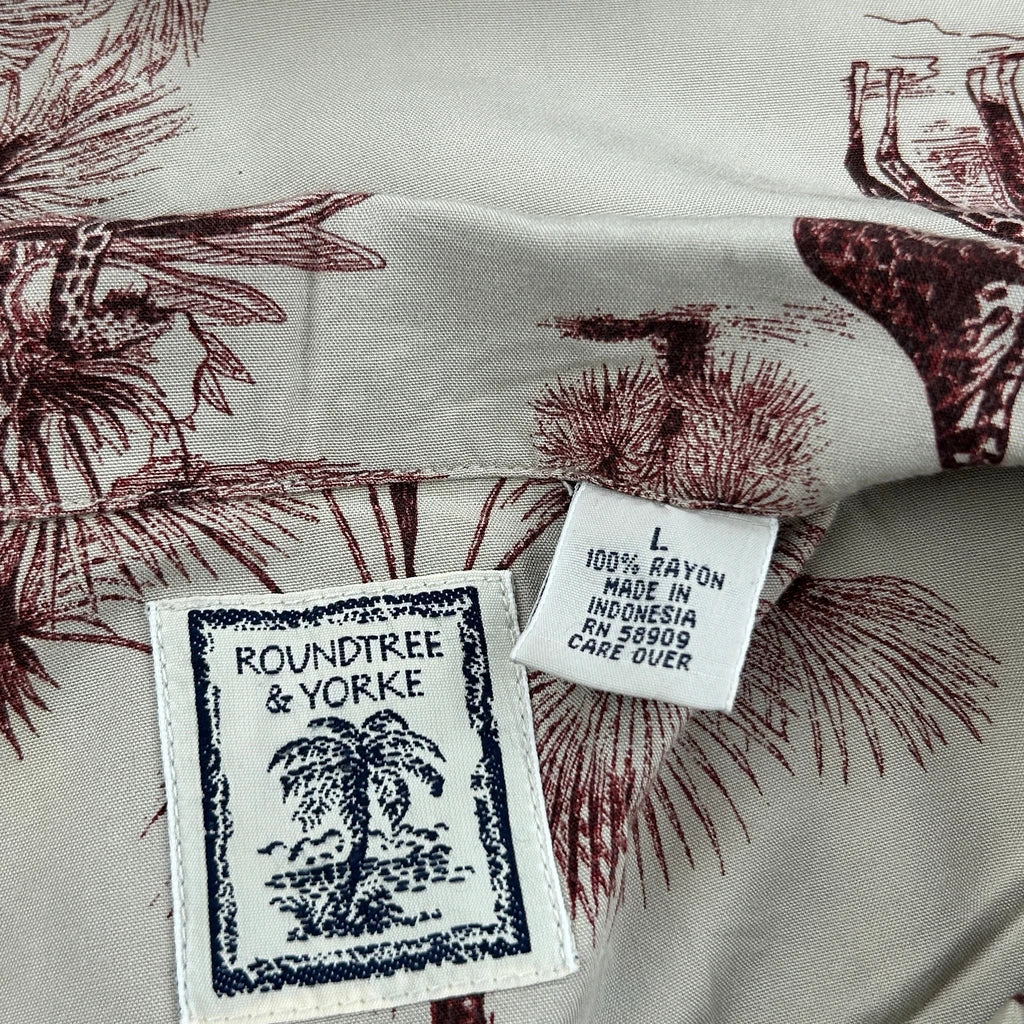 ROUNDTREE
& YORKE
L
100% RAYON
MADE IN
INDONESIA
RN 58909
CARE OVER